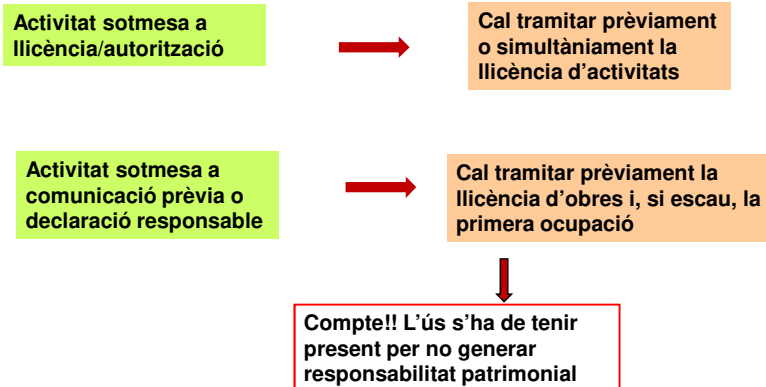 Activitat sotmesa a
llicència/autorització
Cal tramitar prèviament
o simultàniament la
llicència d'activitats
Activitat sotmesa a
comunicació prèvia o
declaració responsable
Cal tramitar prèviament la
llicència d'obres i, si escau, la
primera ocupació
Compte!! L'ús s'ha de tenir
present per no generar
responsabilitat patrimonial